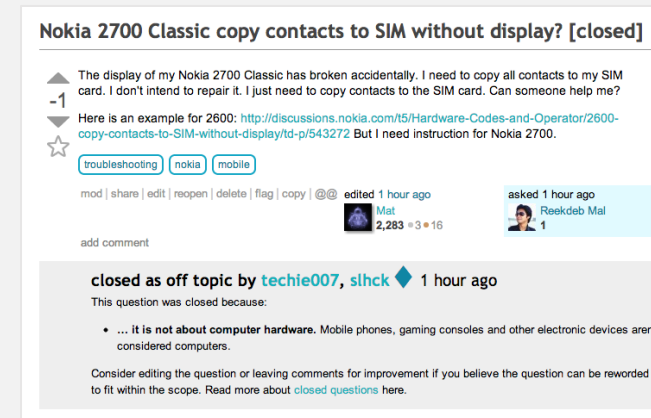 Nokia 2700 Classic copy contacts to SIM without display? [closed]
The display of my Nokia 2700 Classic has broken accidentally. I need to copy all contacts to my SIM
card. I don't intend to repair it. I just need to copy contacts to the SIM card. Can someone help me?
-1
Here is an example for 2600: http://discussions.nokia.com/t5/Hardware-Codes-and-Operator/2600-
copy-contacts-to-SIM-without-display/td-p/543272 But I need instruction for Nokia 2700.
troubleshooting nokia mobile
mod | share | edit | reopen | delete | flag | copy | @@ edited 1 hour ago asked 1 hour ago
Mat Reekdeb Mal
2,283 3 16 1
add comment
closed as off topic by techie007, slhck 1 hour ago
This question was closed because:
• ... it is not about computer hardware. Mobile phones, gaming consoles and other electronic devices aren
considered computers.
Consider editing the question or leaving comments for improvement if you believe the question can be reworded
to fit within the scope. Read more about closed questions here.